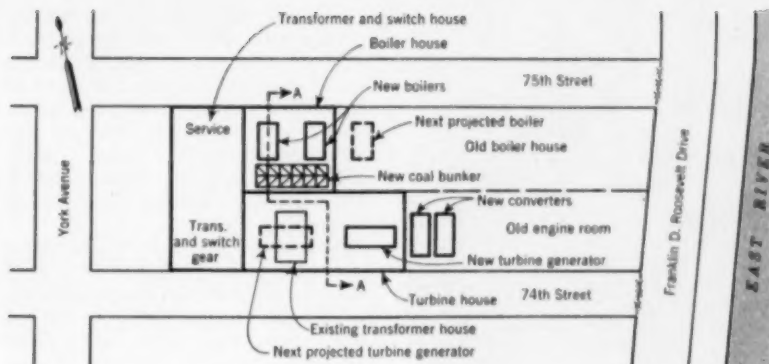 Transformer and switch house
Boiler house
75th Street
A
New boilers
Service
Next projected boiler
Old boiler house
New coal bunker
York Avenue
New converters
Trans.
and switch
gear
Old engine room
New turbine generator
A
Turbine house
74th Street
Existing transformer house
Next projected turbine generator
Franklin D. Roosevelt Drive
EAST RIVER